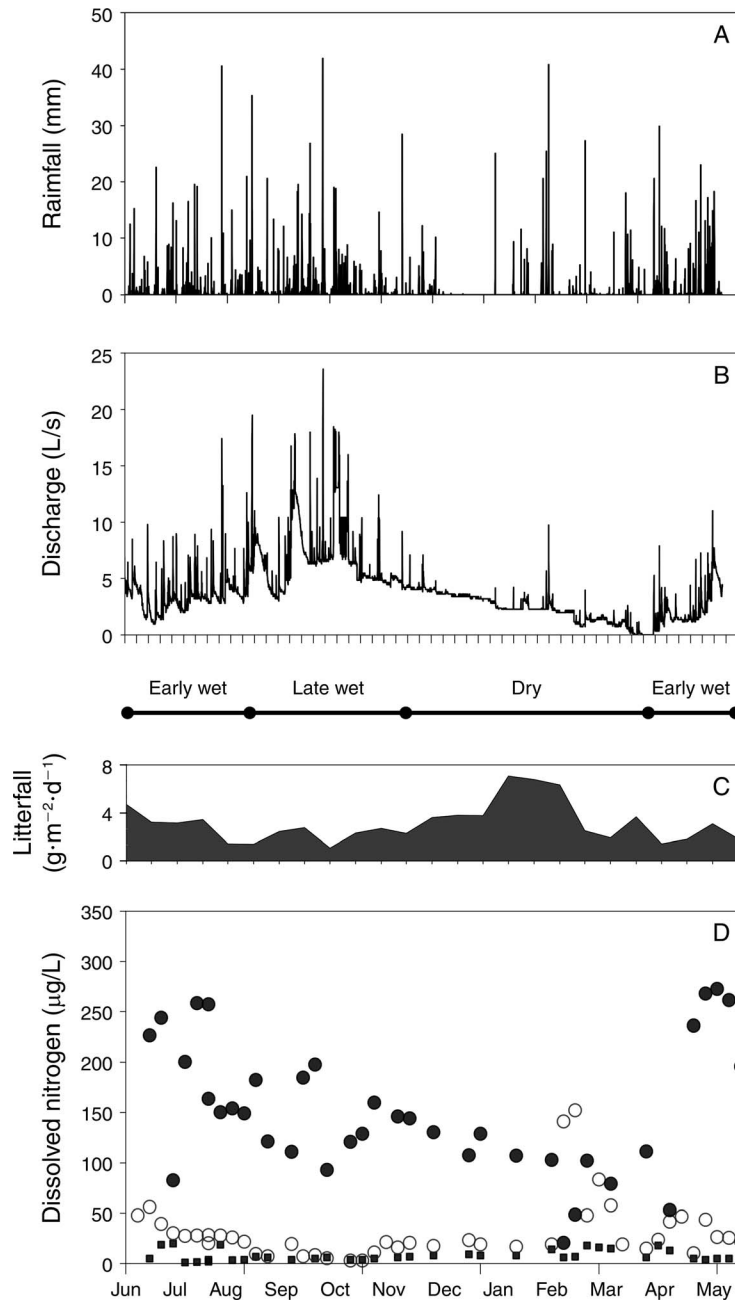 A
50
40
30
20
10
0
Raimfall (mm)
B
25
20
15
10
5
0
Discharge (L/s)
Early wet Late wet Dry Early wet
C
8
4
0
Litterfall
(g·m⁻²·d⁻¹)
D
350
300
250
200
150
100
50
0
Dissolved nitrogen (μg/L)
Jun Jul Aug Sep Oct Nov Dec Jan Feb Mar Apr May